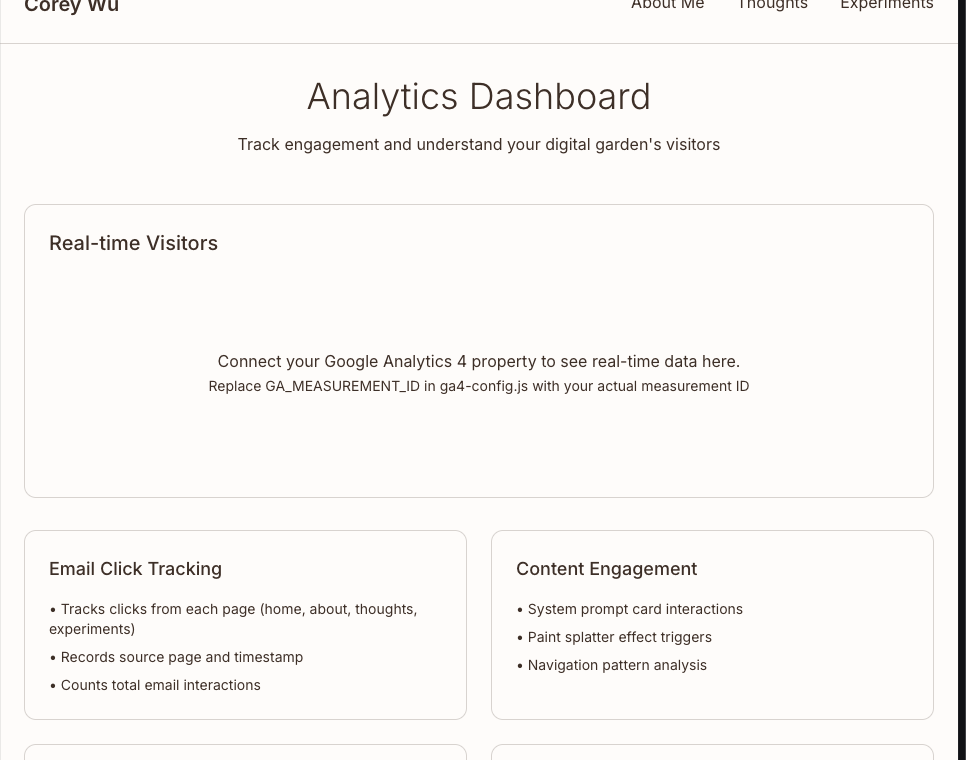 Corey Wu
About Me Thoughts Experiments
Analytics Dashboard
Track engagement and understand your digital garden's visitors
Real-time Visitors
Connect your Google Analytics 4 property to see real-time data here.
Replace GA_MEASUREMENT_ID in ga4-config.js with your actual measurement ID
Email Click Tracking
• Tracks clicks from each page (home, about, thoughts,
experiments)
• Records source page and timestamp
• Counts total email interactions
Content Engagement
• System prompt card interactions
• Paint splatter effect triggers
• Navigation pattern analysis